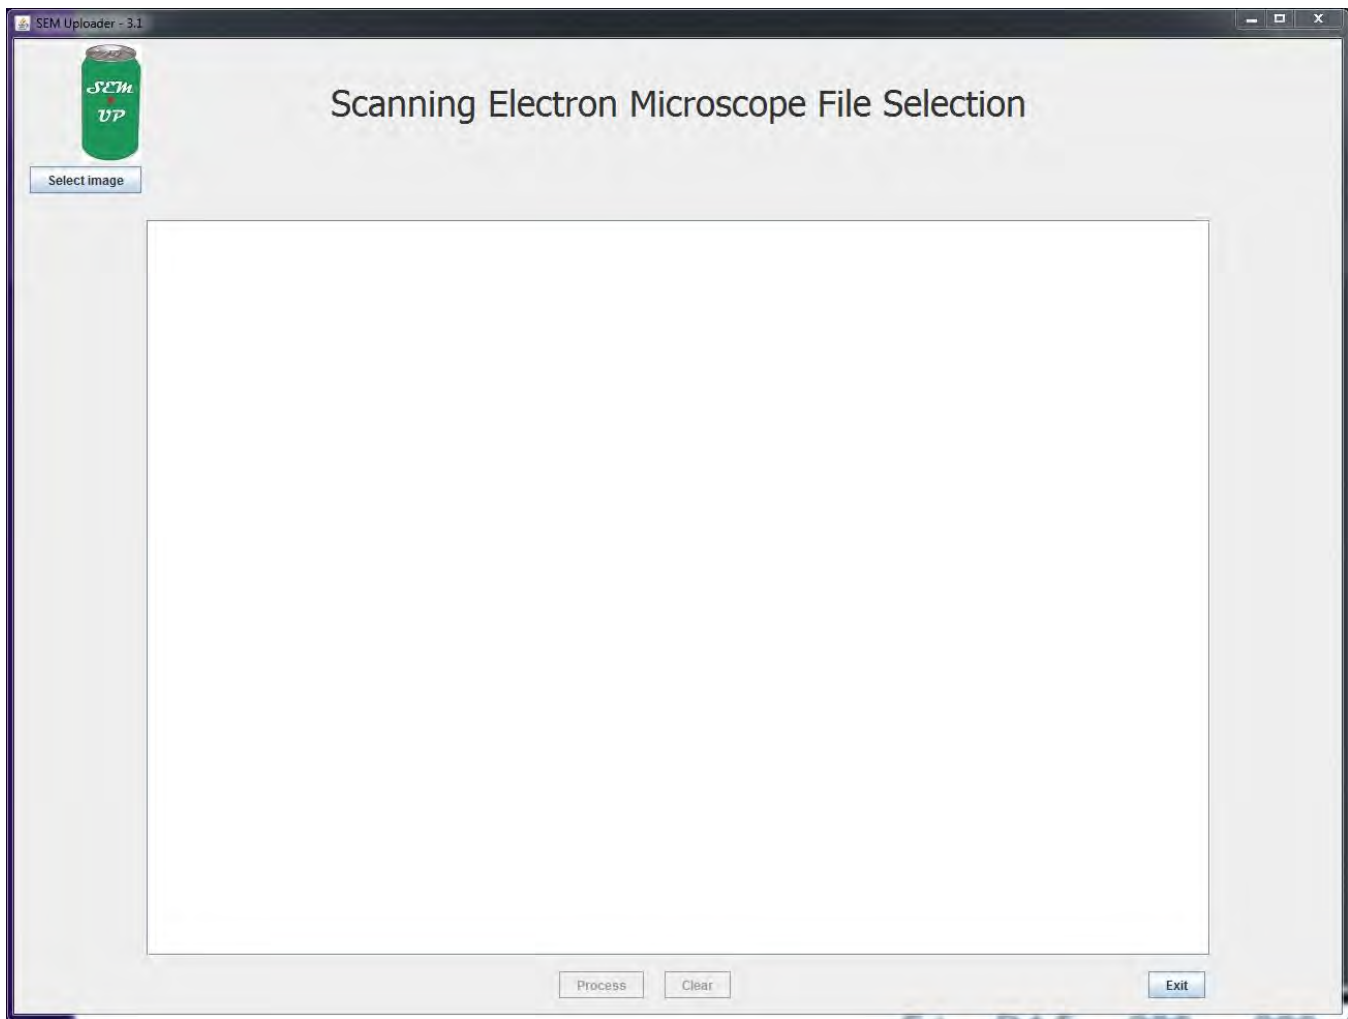 SEM Uploader - 3.1
SEM
UP
Scanning Electron Microscope File Selection
Select image
Process
Clear
Exit